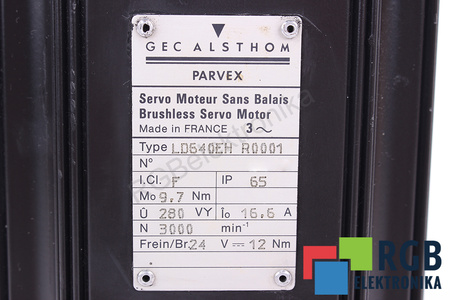 GEC ALSTHOM
PARVEX
Servo Moteur Sans Balais
Brushless Servo Motor
Made in FRANCE 3~
Type LD640EH R0001
N°
I.Cl. F IP 65
Mo 9,7 Nm
Û 280 VY Îo 16,6 A
N 3000 min⁻¹
Frein/Br. 24 V ⎓ 12 Nm
RGBelektronika
RGB
ELEKTRONIKA